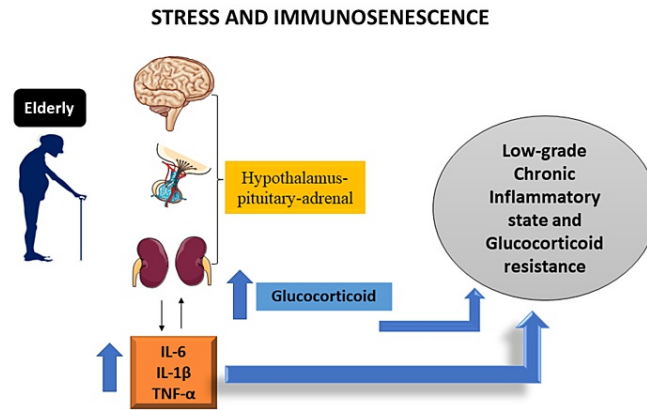 STRESS AND IMMUNOSENESCENCE
Elderly
Hypothalamus-
pituitary-adrenal
Low-grade
Chronic
Inflammatory
state and
Glucocorticoid
resistance
Glucocorticoid
IL-6
IL-1β
TNF-α